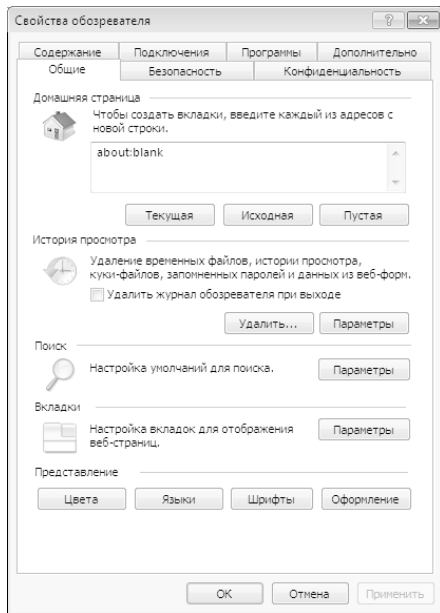 Свойства обозревателя
Содержание Подключения Программы Дополнительно
Общие Безопасность Конфиденциальность
Домашняя страница
Чтобы создать вкладки, введите каждый из адресов с
новой строки.
about:blank
Текущая Исходная Пустая
История просмотра
Удаление временных файлов, истории просмотра,
куки-файлов, запомненных паролей и данных из веб-форм.
Удалить журнал обозревателя при выходе
Удалить... Параметры
Поиск
Настройка умолчаний для поиска. Параметры
Вкладки
Настройка вкладок для отображения
веб-страниц. Параметры
Представление
Цвета Языки Шрифты Оформление
OK Отмена Применить